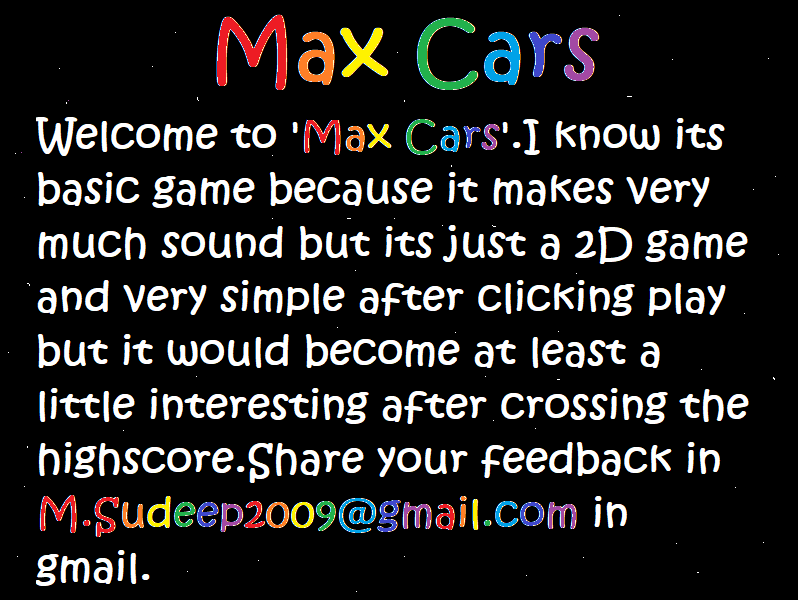 Max Cars
Welcome to 'Max Cars'.I know its
basic game because it makes very
much sound but its just a 2D game
and very simple after clicking play
but it would become at least a
little interesting after crossing the
highscore.Share your feedback in
M.Sudeep2009@gmail.com in
gmail.